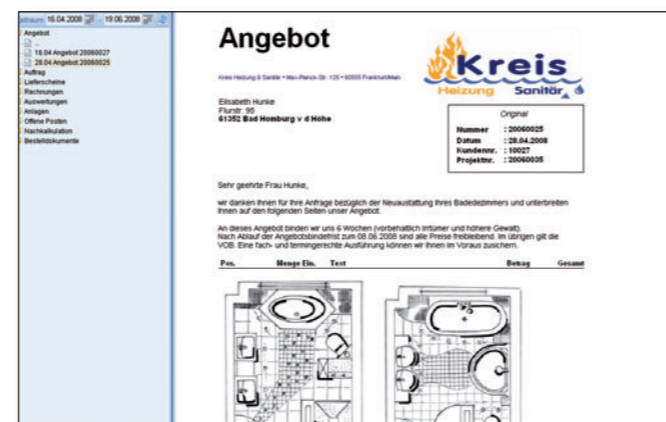 Zeitraum 16.04.2008 - 19.06.2008
Angebot
..
16.04 Angebot 20060027
28.04 Angebot 20060025
Auftrag
Lieferscheine
Rechnungen
Auswertungen
Anlagen
Offene Posten
Nachkalkulation
Bestelldokumente
Angebot
Kreis
Heizung Sanitär
Kreis Heizung & Sanitär • Max-Planck-Str. 125 • 60555 Frankfurt/Main
Elisabeth Hunke
Flurstr. 95
61352 Bad Homburg v d Höhe
Original
Nummer : 20060025
Datum : 28.04.2008
Kundennr. : 10027
Projektnr. : 20060035
Sehr geehrte Frau Hunke,
wir danken Ihnen für Ihre Anfrage bezüglich der Neuaustattung Ihres Badedezimmers und unterbreiten
Ihnen auf den folgenden Seiten unser Angebot.
An dieses Angebot binden wir uns 6 Wochen (vorbehaltlich Irrtümer und höhere Gewalt).
Nach Ablauf der Angebotsbindefrist zum 08.06.2008 sind alle Preise freibleibend. Im übrigen gilt die
VOB. Eine fach- und termingerechte Ausführung können wir Ihnen im Voraus zusichern.
Pos. Menge Ein. Text Betrag Gesamt